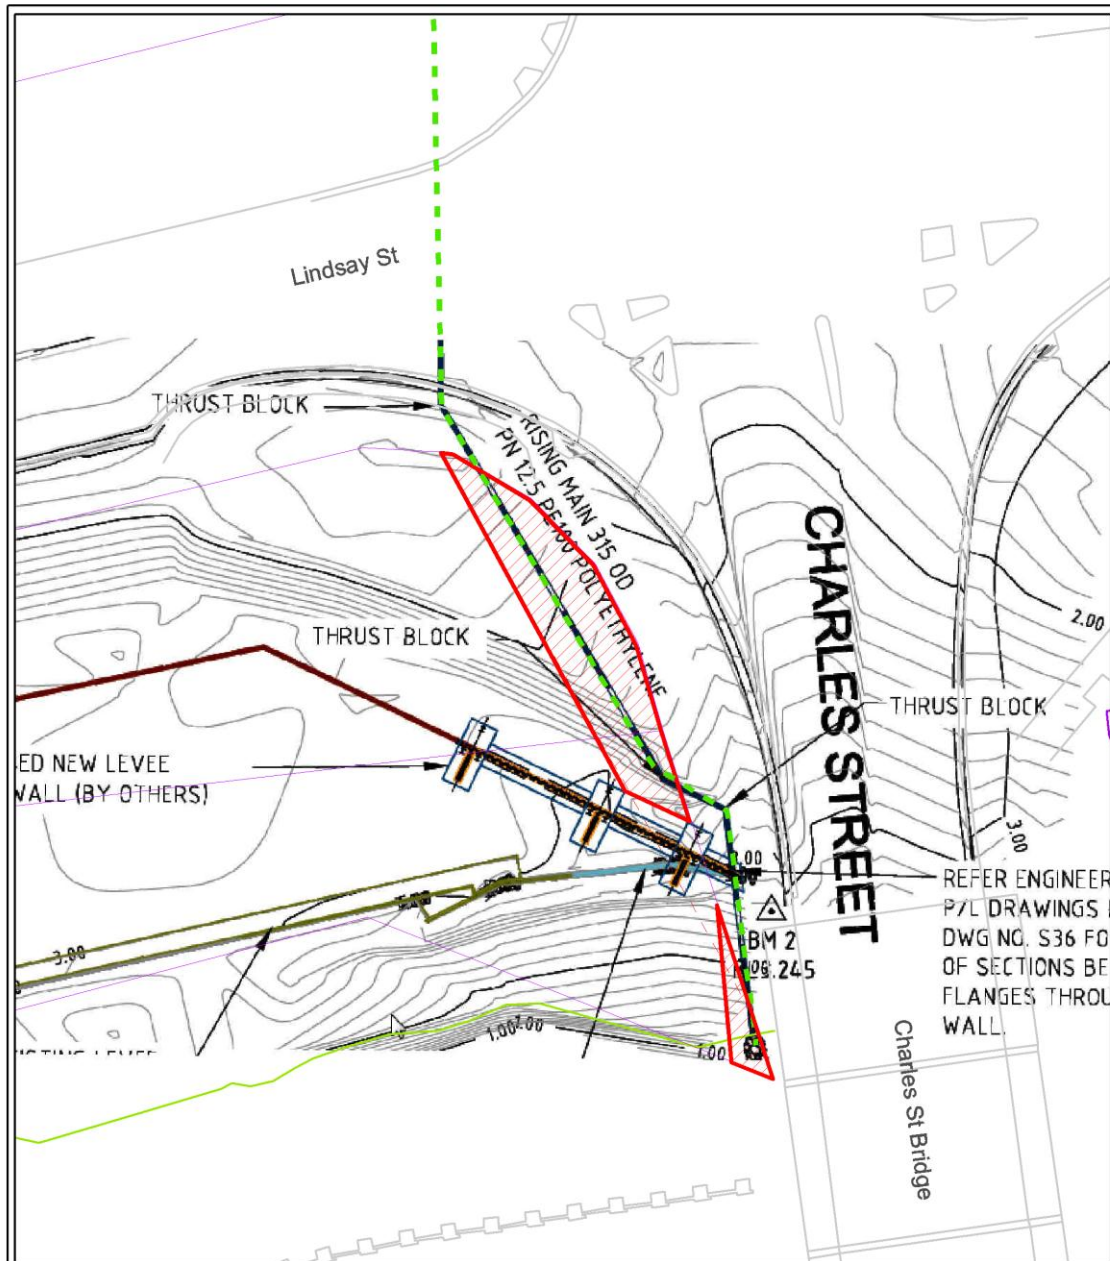 Lindsay St
THRUST BLOCK
RISING MAIN 315 OD
PN 12.5 PE100 POLYETHYLENE
CHARLES STREET
2.00
THRUST BLOCK
THRUST BLOCK
ED NEW LEVEE
WALL (BY OTHERS)
3.00
3.00
REFER ENGINEER
P/L DRAWINGS
DWG NO. S36 FO
OF SECTIONS BE
FLANGES THROU
WALL.
BM 2
.245
1.00
1.00
Charles St Bridge